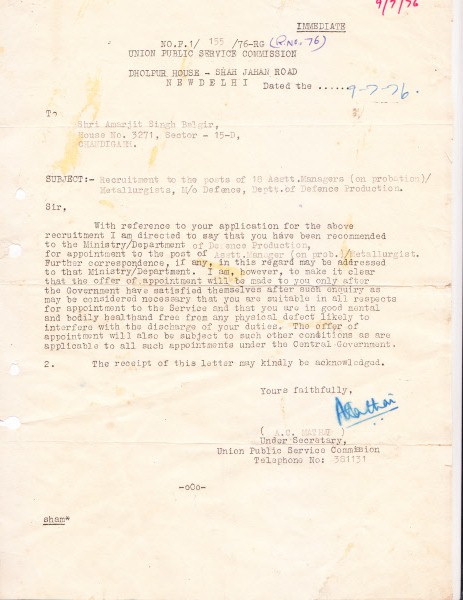 9/7/76
IMMEDIATE
NO.F.1/ 155 /76-RG (R.No. 76)
UNION PUBLIC SERVICE COMMISSION
DHOLPUR HOUSE - SHAH JAHAN ROAD
NEWDELHI
Dated the ......9-7-76.
To
Shri Amarjit Singh Balgir,
House No. 3271, Sector - 15-D,
CHANDIGARH.
SUBJECT:- Recruitment to the posts of 18 Asstt.Managers (on probation)/
Metallurgists, M/o Defence, Deptt.of Defence Production.
Sir,
With reference to your application for the above
recruitment I am directed to say that you have been recommended
to the Ministry/Department of Defence Production,
for appointment to the post of Asstt.Manager (on prob.)/Metallurgist.
Further correspondence, if any, in this regard may be addressed
to that Ministry/Department. I am, however, to make it clear
that the offer of appointment will be made to you only after
the Government have satisfied themselves after such enquiry as
may be considered necessary that you are suitable in all respects
for appointment to the Service and that you are in good mental
and bodily healthand free from any physical defect likely to
interfere with the discharge of your duties. The offer of
appointment will also be subject to such other conditions as are
applicable to all such appointments under the Central Government.
2. The receipt of this letter may kindly be acknowledged.
Yours faithfully,
( A.C. MATHUR )
Under Secretary,
Union Public Service Commission
Telephone No: 381131
-oOo-
sham*